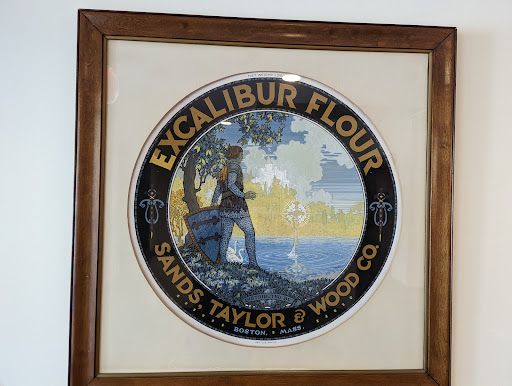 EXCALIBUR FLOUR
SANDS, TAYLOR & WOOD CO.
BOSTON, MASS.